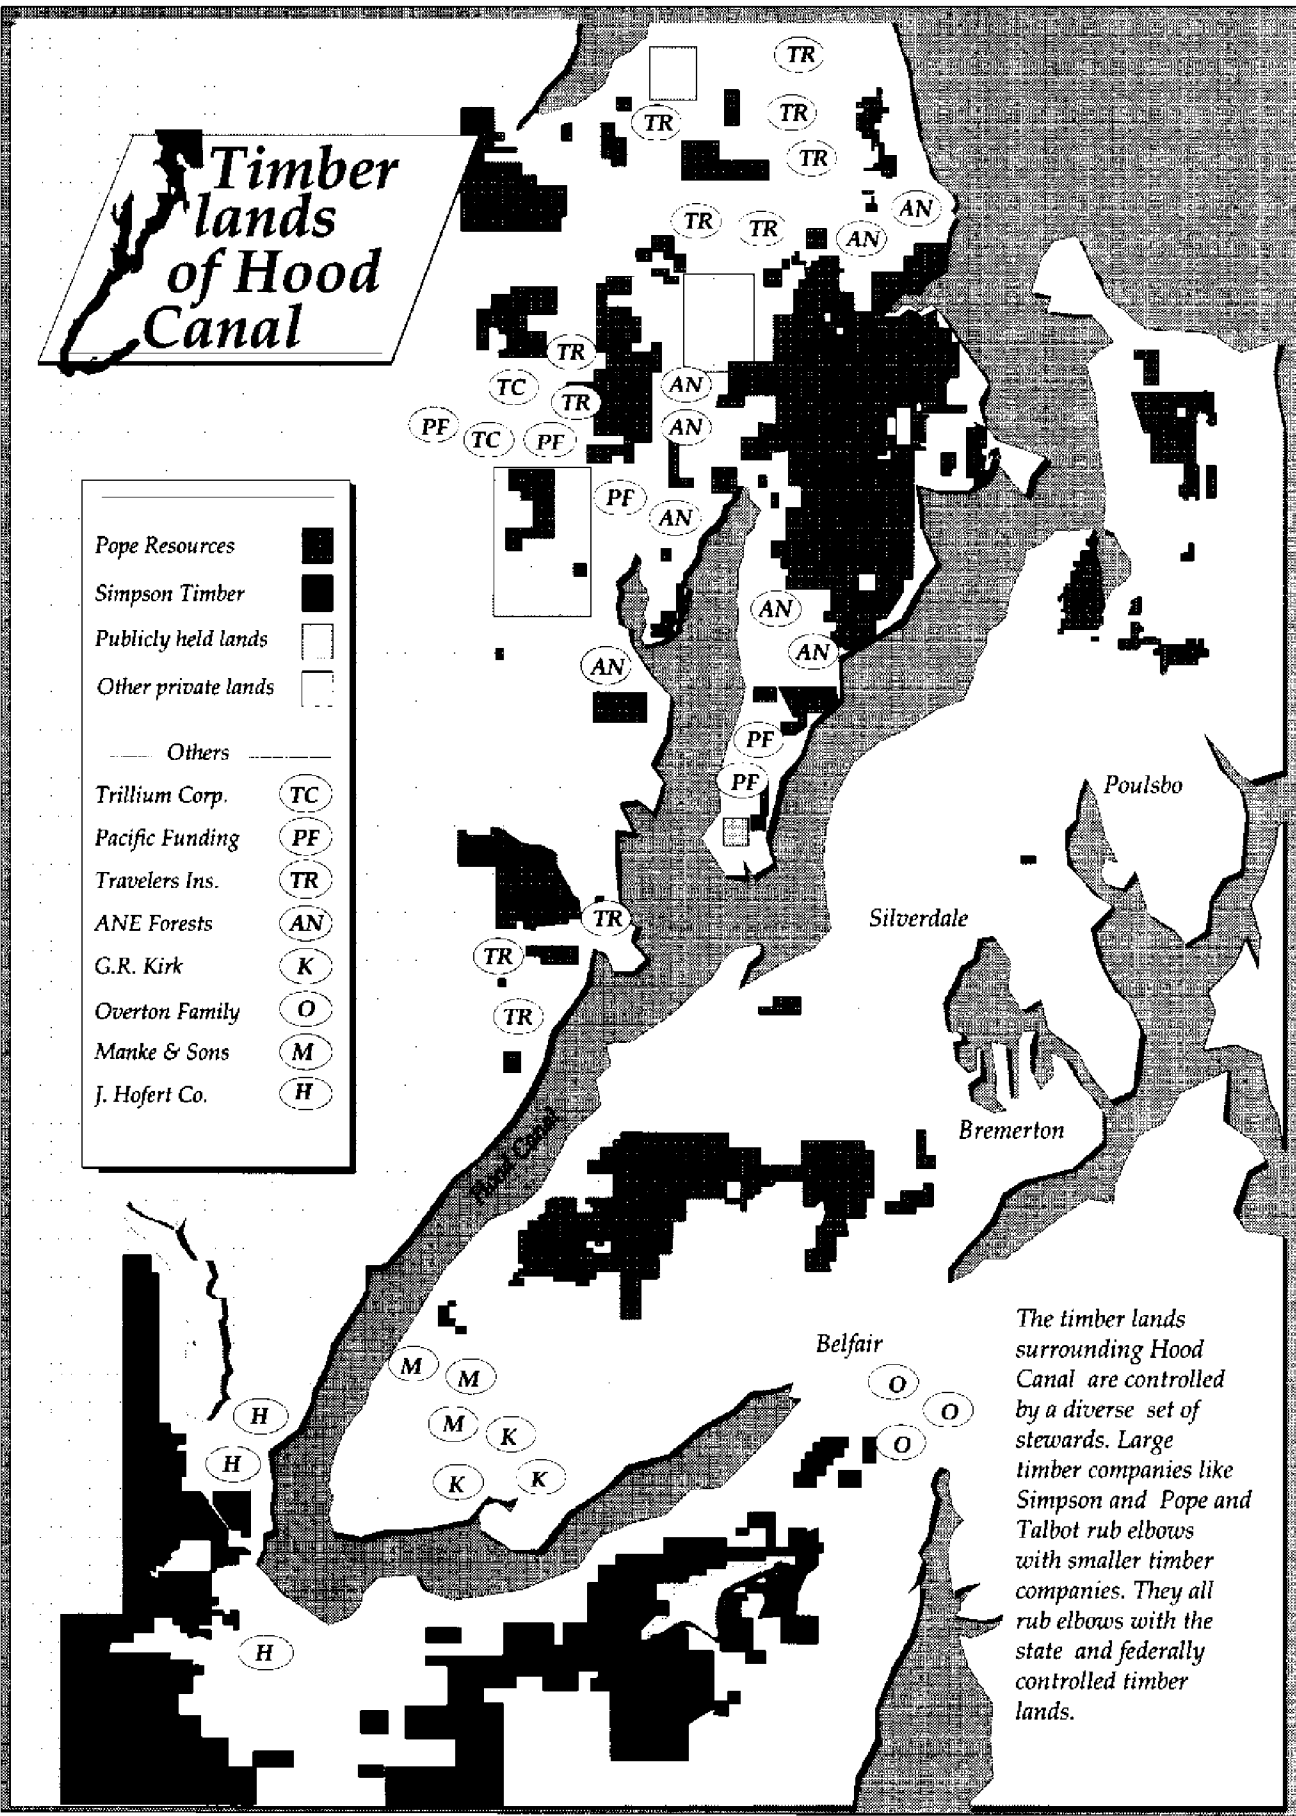 Timber
lands
of Hood
Canal
TR
TR
TR
TR
AN
TR
TR
AN
TR
TC
AN
TR
PF
TC
PF
AN
PF
AN
AN
AN
AN
PF
PF
Pope Resources
Simpson Timber
Publicly held lands
Other private lands
Others
Trillium Corp. TC
Pacific Funding PF
Travelers Ins. TR
ANE Forests AN
G.R. Kirk K
Overton Family O
Manke & Sons M
J. Hofert Co. H
Poulsbo
Silverdale
TR
TR
TR
Bremerton
Hood Canal
Belfair
M
M
O
O
M
K
O
H
H
K
K
H
The timber lands
surrounding Hood
Canal are controlled
by a diverse set of
stewards. Large
timber companies like
Simpson and Pope and
Talbot rub elbows
with smaller timber
companies. They all
rub elbows with the
state and federally
controlled timber
lands.